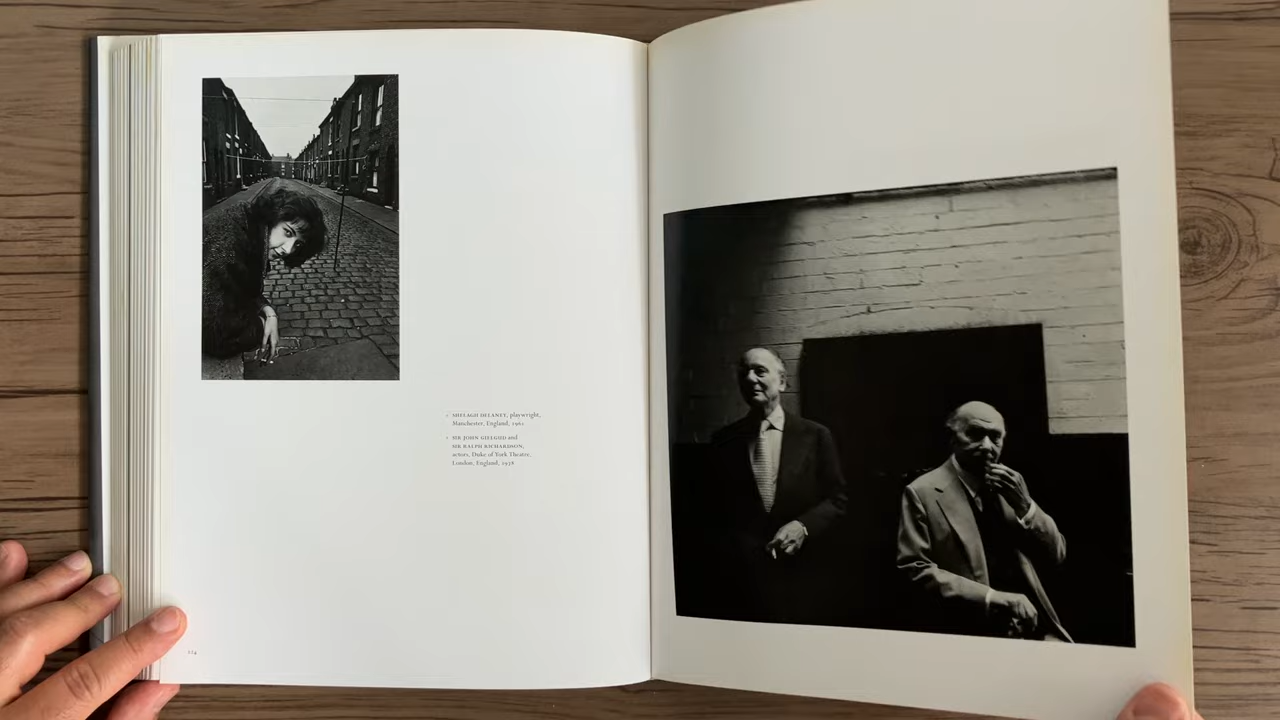 SHELAGH DELANEY, playwright,
Manchester, England, 1961
SIR JOHN GIELGUD and
SIR RALPH RICHARDSON,
actors, Duke of York Theatre,
London, England, 1978